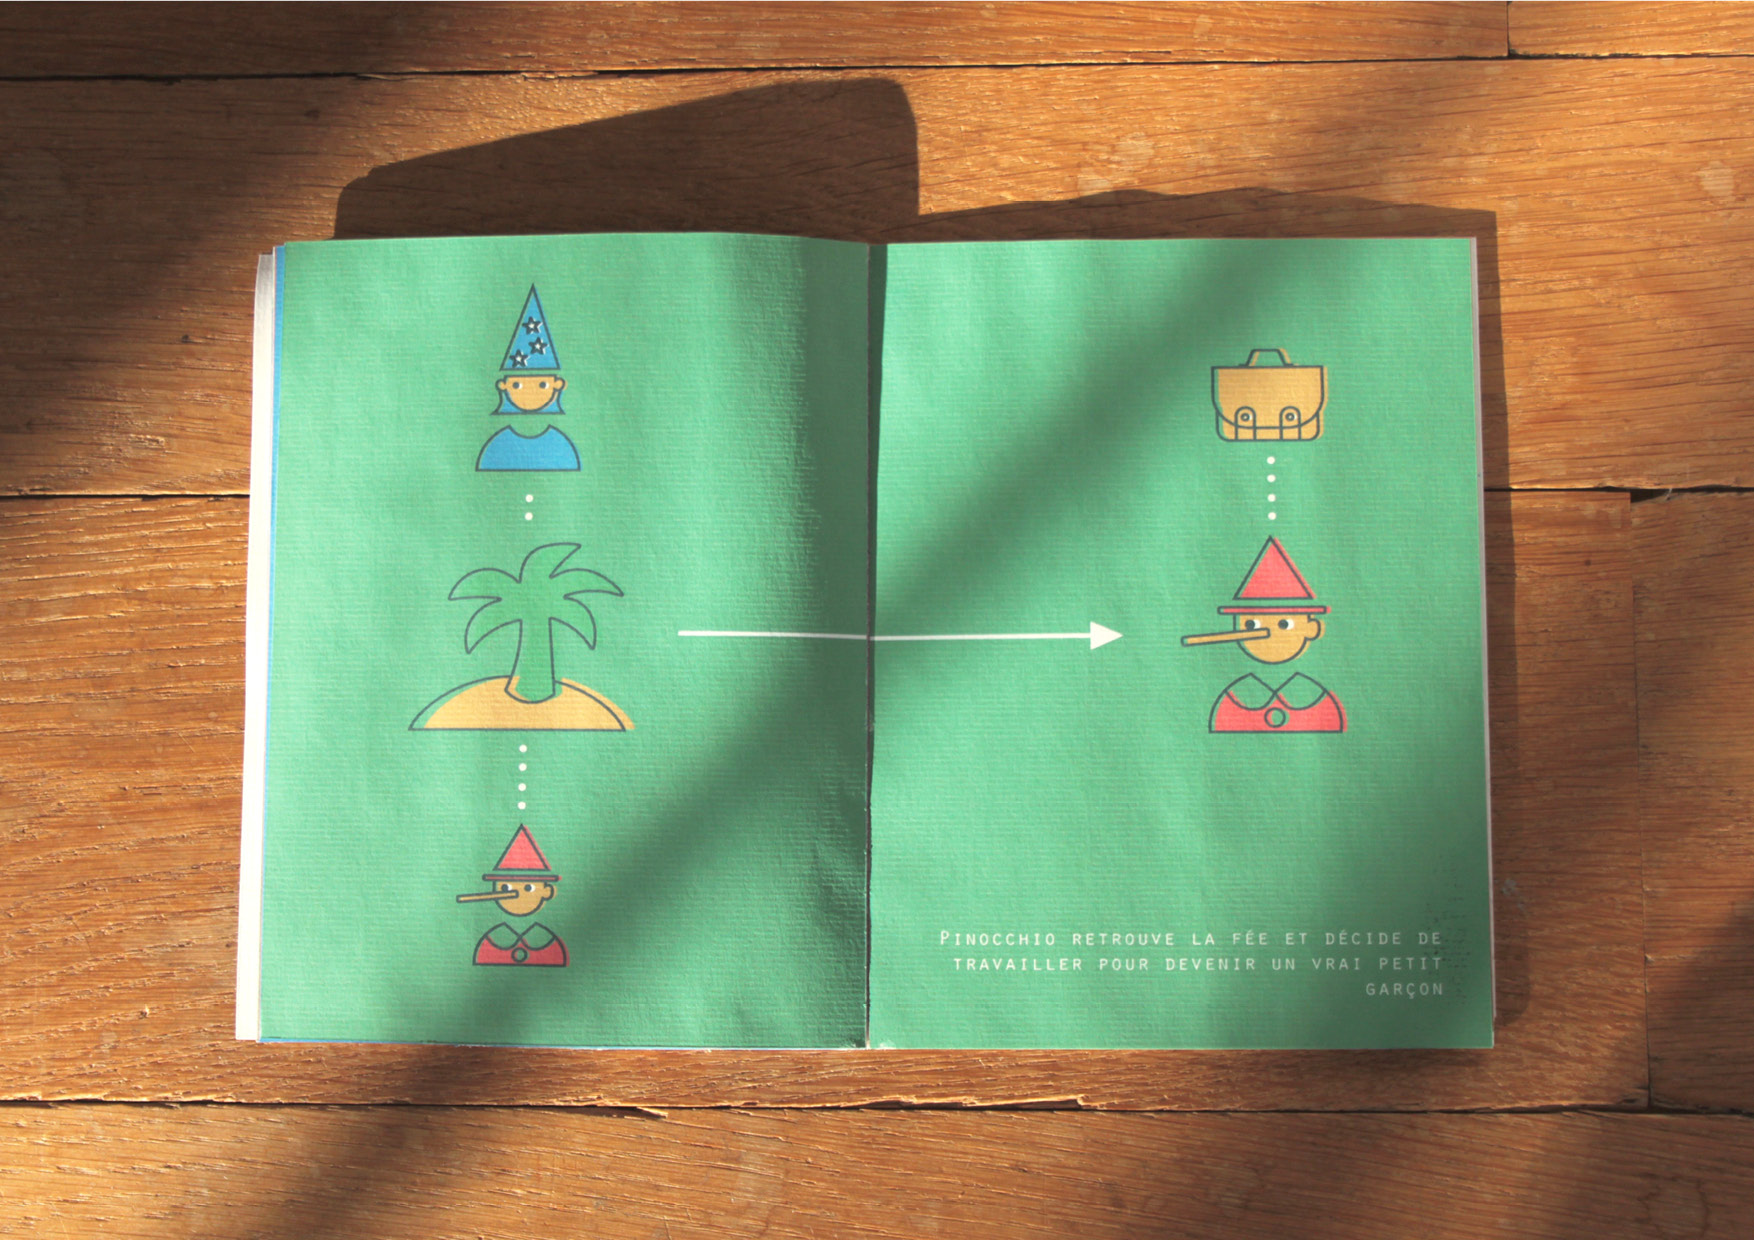 PINOCCHIO RETROUVE LA FÉE ET DÉCIDE DE
TRAVAILLER POUR DEVENIR UN VRAI PETIT
GARÇON